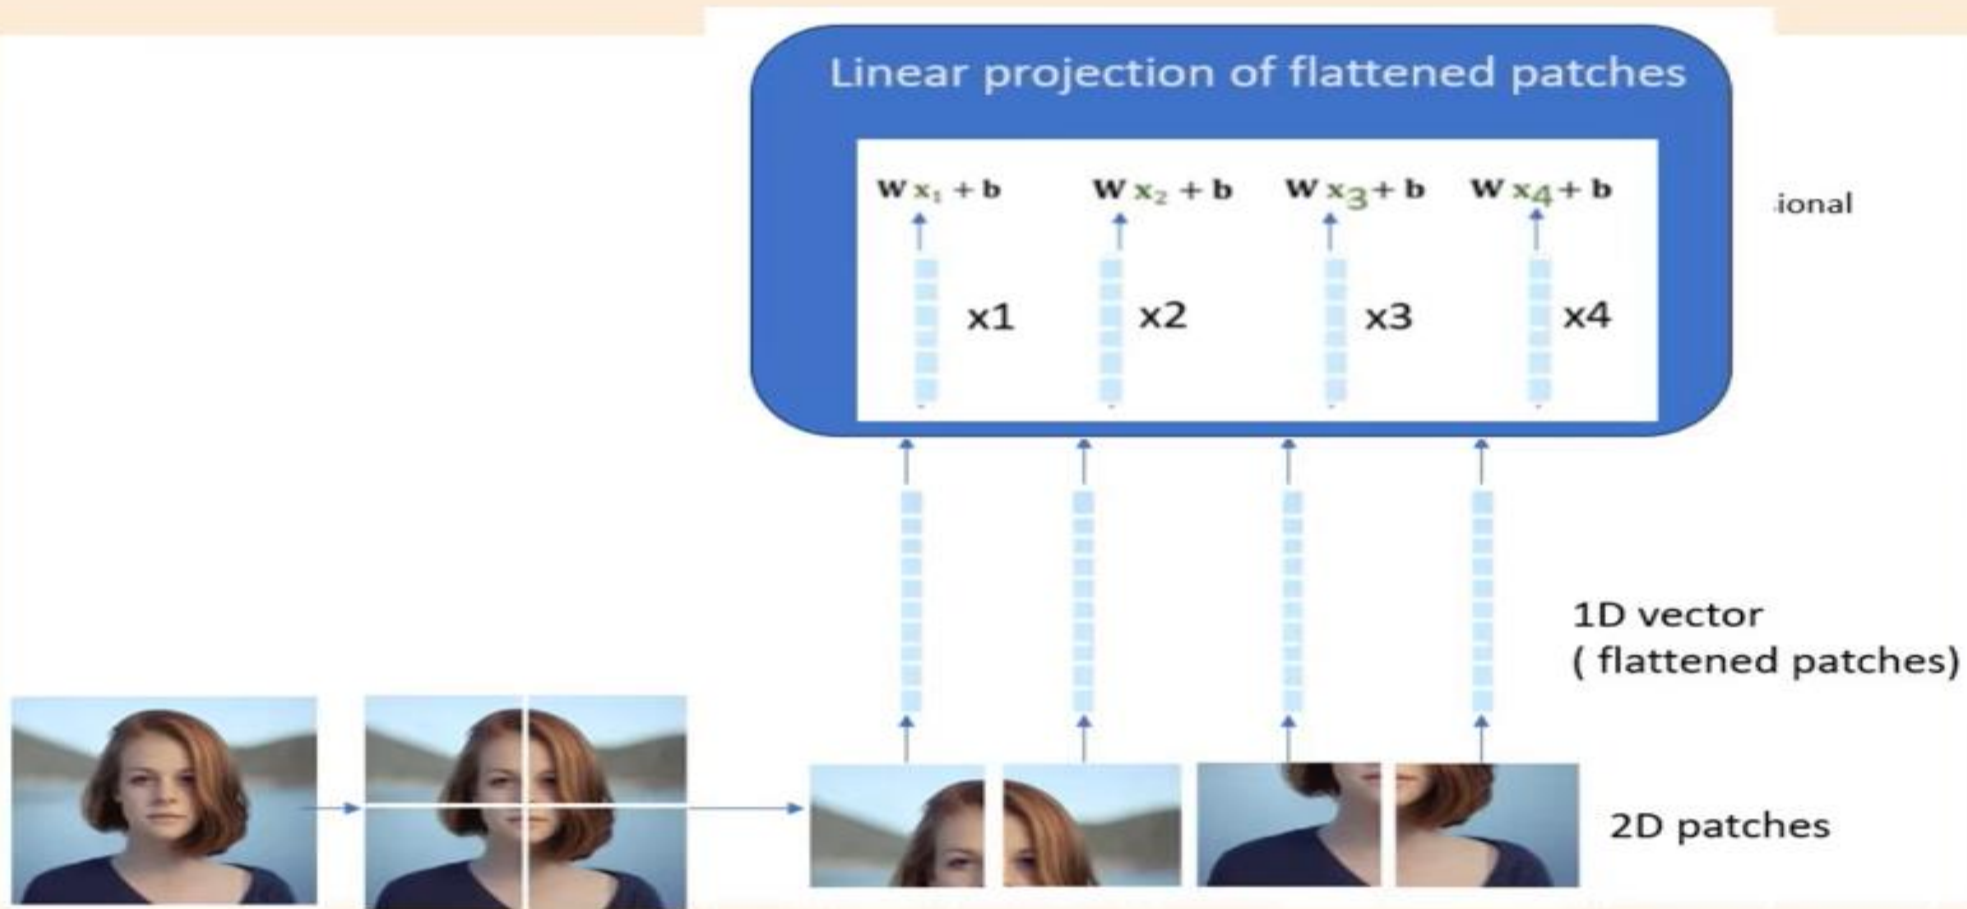 Linear projection of flattened patches
W x₁ + b W x₂ + b W x3 + b W x4 + b
ional
x1 x2 x3 x4
1D vector
( flattened patches)
2D patches